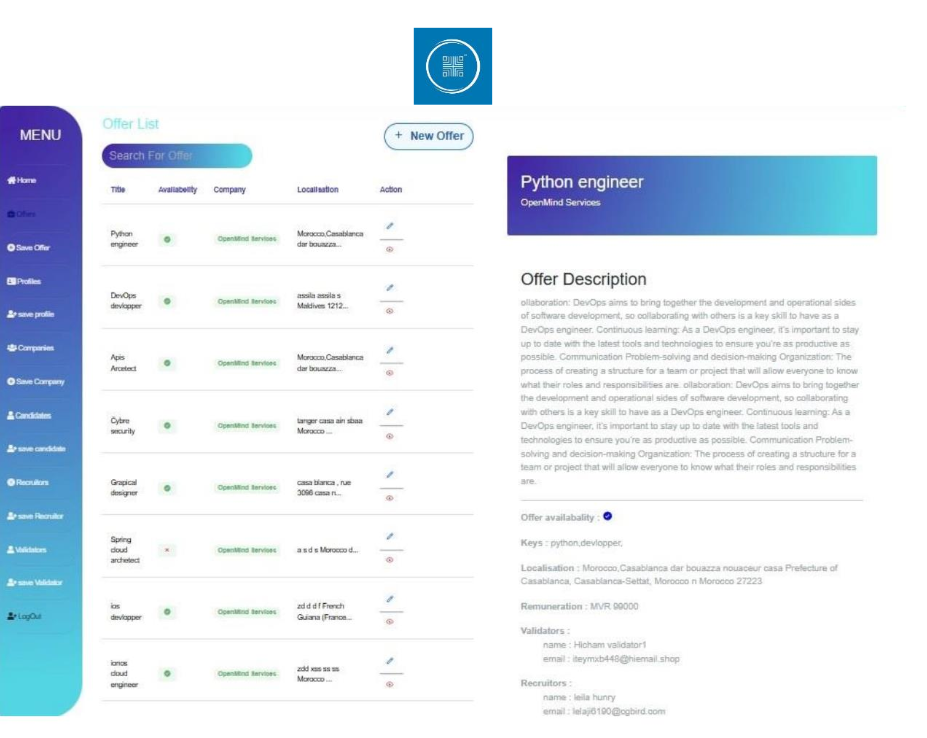 MENU
Home
Offres
Save Offer
Profiles
save profile
Companies
Save Company
Candidates
save candidate
Recruitors
save Recruitor
Validators
save Validator
LogOut
Offer List
+ New Offer
Search For Offer
Title Availability Company Localisation Action
Python
engineer
OpenMind Services
Morocco,Casablanca
dar bouazza...
DevOps
devlopper
OpenMind Services
assila assila s
Maldives 1212...
Apis
Arcetect
OpenMind Services
Morocco,Casablanca
dar bouazza...
Cybre
security
OpenMind Services
tanger casa ain sbaa
Morocco ...
Grapical
designer
OpenMind Services
casa blanca , rue
3096 casa n...
Spring
cloud
archetect
OpenMind Services
a s d s Morocco d...
ios
devlopper
OpenMind Services
zd d d f French
Guiana (France...
ionos
cloud
engineer
OpenMind Services
zdd xss ss ss
Morocco ...
Python engineer
OpenMind Services
Offer Description
ollaboration: DevOps aims to bring together the development and operational sides
of software development, so collaborating with others is a key skill to have as a
DevOps engineer. Continuous learning: As a DevOps engineer, it's important to stay
up to date with the latest tools and technologies to ensure you're as productive as
possible. Communication Problem-solving and decision-making Organization: The
process of creating a structure for a team or project that will allow everyone to know
what their roles and responsibilities are. ollaboration: DevOps aims to bring together
the development and operational sides of software development, so collaborating
with others is a key skill to have as a DevOps engineer. Continuous learning: As a
DevOps engineer, it's important to stay up to date with the latest tools and
technologies to ensure you're as productive as possible. Communication Problem-
solving and decision-making Organization: The process of creating a structure for a
team or project that will allow everyone to know what their roles and responsibilities
are.
Offer availabality :
Keys : python,devlopper,
Localisation : Morocco,Casablanca dar bouazza nouaceur casa Prefecture of
Casablanca, Casablanca-Settat, Morocco n Morocco 27223
Remuneration : MVR 99000
Validators :
name : Hicham validator1
email : iteymxb448@hiemail.shop
Recruitors :
name : leila hunry
email : lelaji6190@cgbird.com